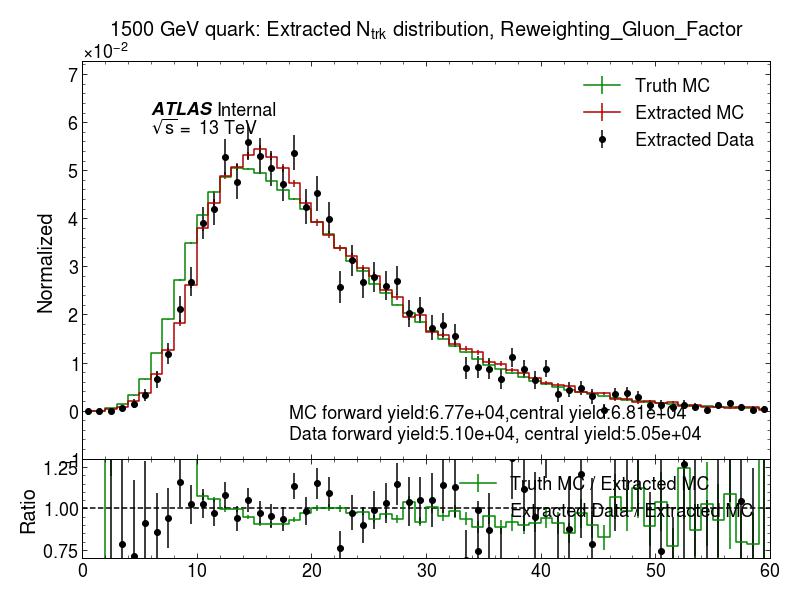 1500 GeV quark: Extracted N_trk distribution, Reweighting_Gluon_Factor
×10⁻²
7
6
5
4
3
2
1
0
1
Normalized
ATLAS Internal
√s = 13 TeV
Truth MC
Extracted MC
Extracted Data
MC forward yield:6.77e+04,central yield:6.81e+04
Data forward yield:5.10e+04, central yield:5.05e+04
1.25
1.00
0.75
Ratio
Truth MC / Extracted MC
Extracted Data / Extracted MC
0 10 20 30 40 50 60